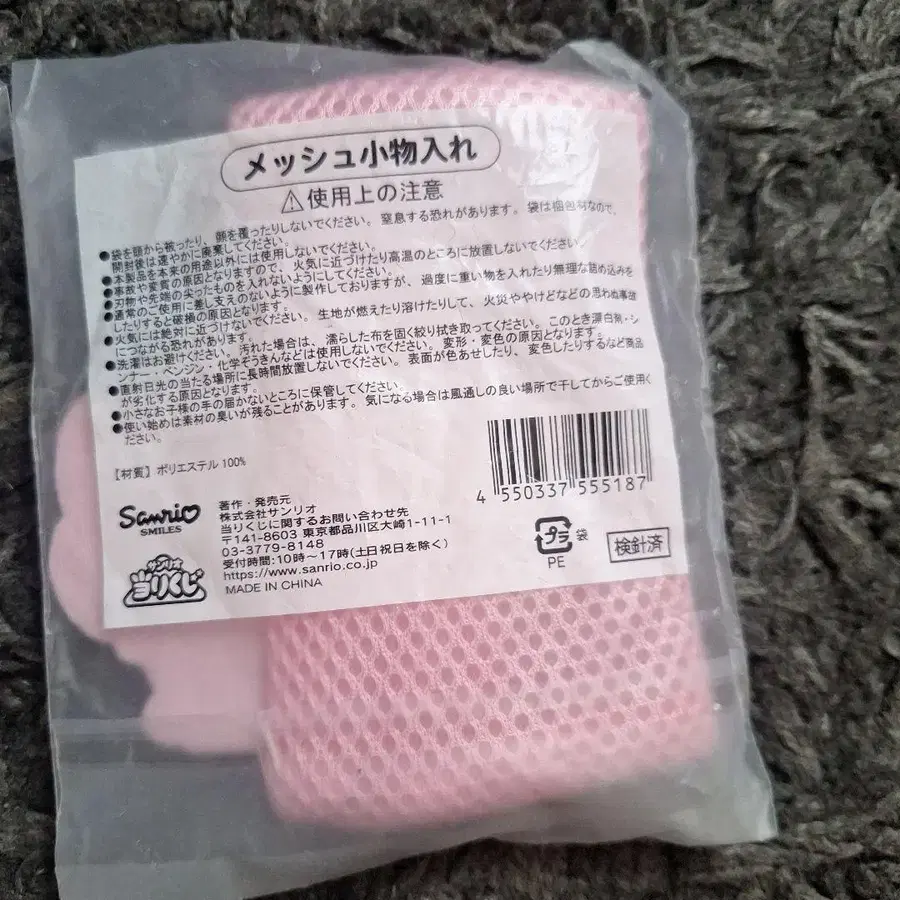 メッシュ小物入れ
⚠使用上の注意
●袋を頭から被ったり、顔を覆ったりしないでください。窒息する恐れがあります。袋は梱包材なので、
開封後は速やかに廃棄してください。
●本製品を本来の用途以外には使用しないでください。
●事故や変質の原因となりますので、火気に近づけたり高温のところに放置しないでください。
●刃物や先端の尖ったものを入れないようにしてください。
●通常のご使用に差し支えのないように製作しておりますが、過度に重い物を入れたり無理な詰め込みを
したりすると破損の原因となります。
●火気には絶対に近づけないでください。生地が燃えたり溶けたりして、火災ややけどなどの思わぬ事故
につながる恐れがあります。
●洗濯はお避けください。汚れた場合は、濡らした布を固く絞り拭き取ってください。このとき漂白剤・シ
ベンジン・化学ぞうきんなどは使用しないでください。変形・変色の原因となります。
●直射日光の当たる場所に長時間放置しないでください。表面が色あせしたり、変色したりするなど商品
が劣化する原因となります。
●小さなお子様の手の届かないところに保管してください。
●使い始めは素材の臭いが残ることがあります。気になる場合は風通しの良い場所で干してからご使用く
ださい。
【材質】ポリエステル 100%
4 550337 555187
Sanrio
SMILES
サンリオ
当りくじ
著作・発売元
株式会社サンリオ
当りくじに関するお問い合わせ先
〒141-8603 東京都品川区大崎1-11-1
03-3779-8148
受付時間:10時～17時(土日祝日を除く)
https://www.sanrio.co.jp
MADE IN CHINA
プラ 袋
PE
検針済